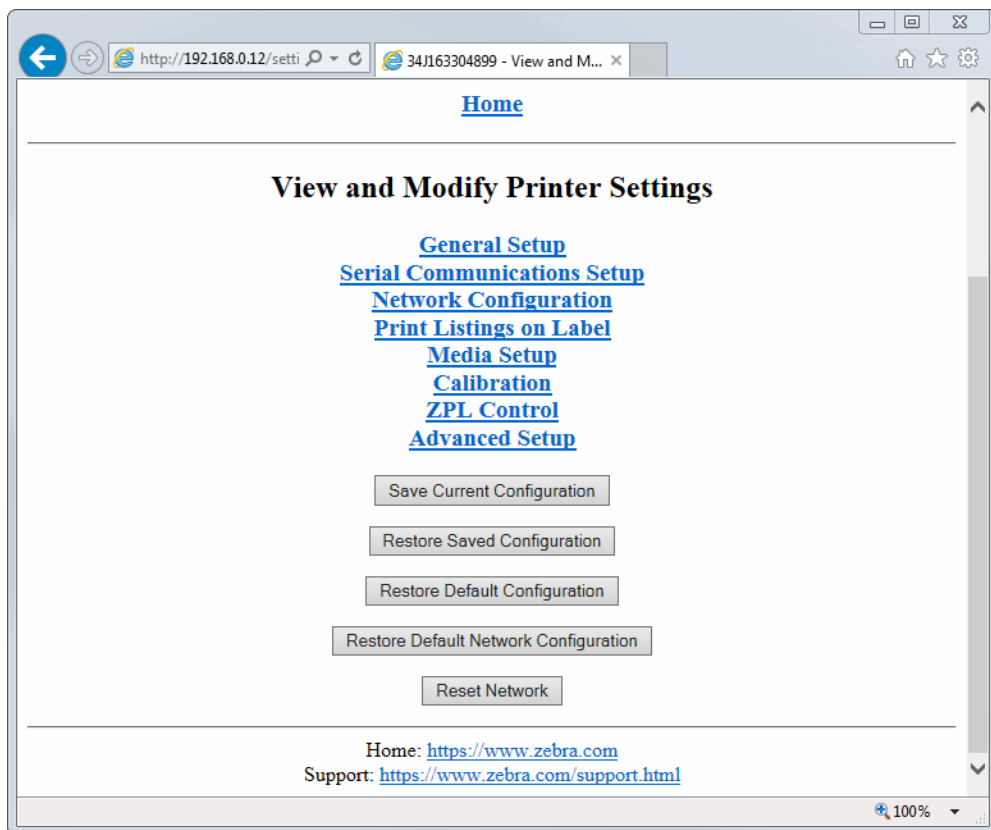 http://192.168.0.12/setti
34J163304899 - View and M...
Home
View and Modify Printer Settings
General Setup
Serial Communications Setup
Network Configuration
Print Listings on Label
Media Setup
Calibration
ZPL Control
Advanced Setup
Save Current Configuration
Restore Saved Configuration
Restore Default Configuration
Restore Default Network Configuration
Reset Network
Home: https://www.zebra.com
Support: https://www.zebra.com/support.html
100%